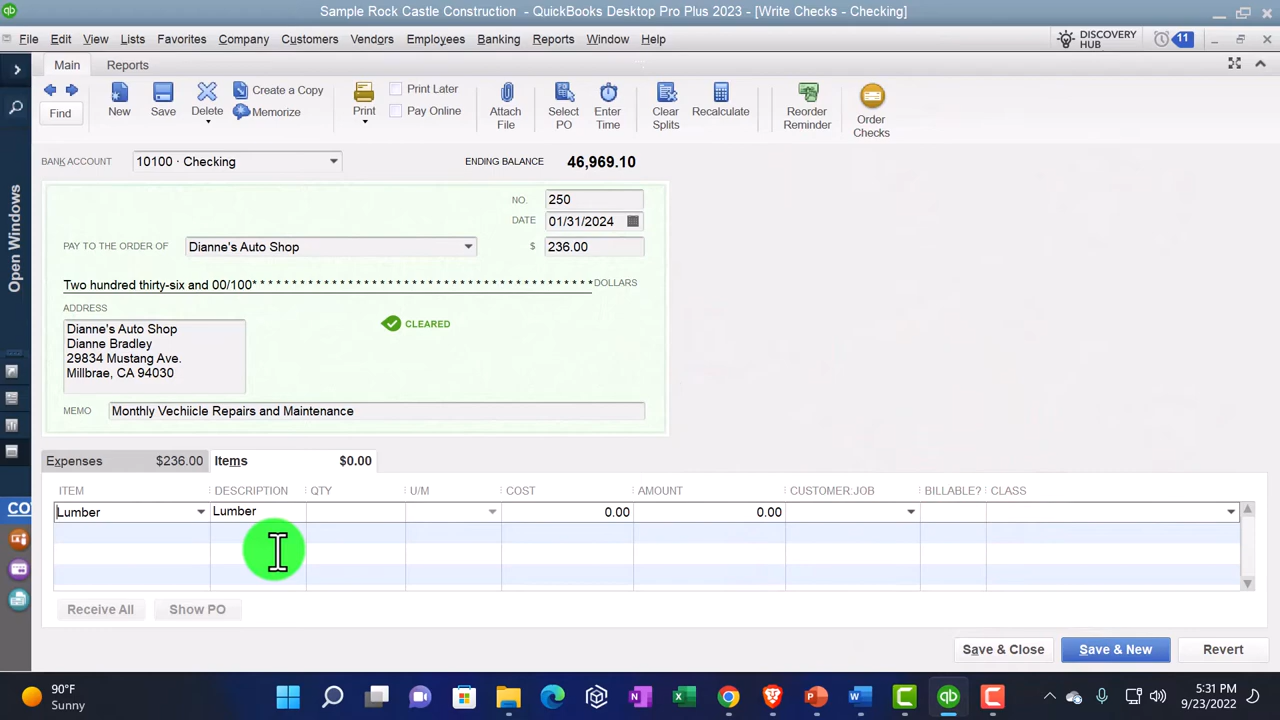 Sample Rock Castle Construction - QuickBooks Desktop Pro Plus 2023 - [Write Checks - Checking]
File Edit View Lists Favorites Company Customers Vendors Employees Banking Reports Window Help
DISCOVERY HUB
11
Main Reports
Find
New
Save
Delete
Create a Copy
Memorize
Print
Print Later
Pay Online
Attach File
Select PO
Enter Time
Clear Splits
Recalculate
Reorder Reminder
Order Checks
Open Windows
BANK ACCOUNT 10100 · Checking ENDING BALANCE 46,969.10
NO. 250
DATE 01/31/2024
PAY TO THE ORDER OF Dianne's Auto Shop $ 236.00
Two hundred thirty-six and 00/100* * * * * * * * * * * * * * * * * * * * * * * * * * * * * * * * * * * * * * * * * * DOLLARS
ADDRESS
Dianne's Auto Shop
Dianne Bradley
29834 Mustang Ave.
Millbrae, CA 94030
CLEARED
MEMO Monthly Vechiicle Repairs and Maintenance
Expenses $236.00 Items $0.00
ITEM DESCRIPTION QTY U/M COST AMOUNT CUSTOMER:JOB BILLABLE? CLASS
Lumber Lumber 0.00 0.00
CO
Receive All Show PO
Save & Close Save & New Revert
90°F
Sunny
5:31 PM
9/23/2022